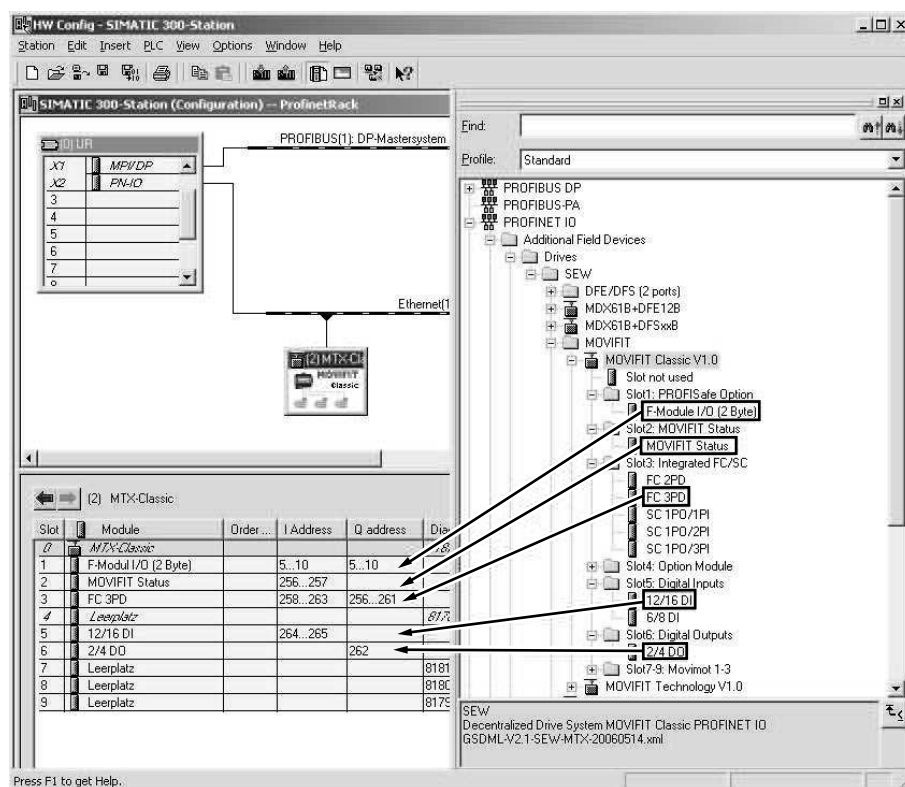 HW Config - SIMATIC 300-Station
Station Edit Insert PLC View Options Window Help
SIMATIC 300-Station (Configuration) -- ProfinetRack
(0) UR
X1 MPI/DP
X2 PN-IO
3
4
5
6
7
PROFIBUS(1): DP-Mastersystem
Ethernet(1
(2) MTX-Cla
MOVIFIT
Classic
Find:
Profile: Standard
PROFIBUS DP
PROFIBUS-PA
PROFINET IO
Additional Field Devices
Drives
SEW
DFE/DFS (2 ports)
MDX61B+DFE12B
MDX61B+DFSxxB
MOVIFIT
MOVIFIT Classic V1.0
Slot not used
Slot1: PROFISafe Option
F-Module I/O (2 Byte)
Slot2: MOVIFIT Status
MOVIFIT Status
Slot3: Integrated FC/SC
FC 2PD
FC 3PD
SC 1PO/1PI
SC 1PO/2PI
SC 1PO/3PI
Slot4: Option Module
Slot5: Digital Inputs
12/16 DI
6/8 DI
Slot6: Digital Outputs
2/4 DO
Slot7-9: Movimot 1-3
MOVIFIT Technology V1.0
(2) MTX-Classic
Slot Module Order ... I Address Q address Dia
0 MTX-Classic
1 F-Modul I/O (2 Byte) 5...10 5...10
2 MOVIFIT Status 256...257
3 FC 3PD 258...263 256...261
4 Leerplatz
5 12/16 DI 264...265
6 2/4 DO 262
7 Leerplatz 8181
8 Leerplatz 8180
9 Leerplatz 8179
SEW
Decentralized Drive System MOVIFIT Classic PROFINET IO
GSDML-V2.1-SEW-MTX-20060514.xml
Press F1 to get Help.